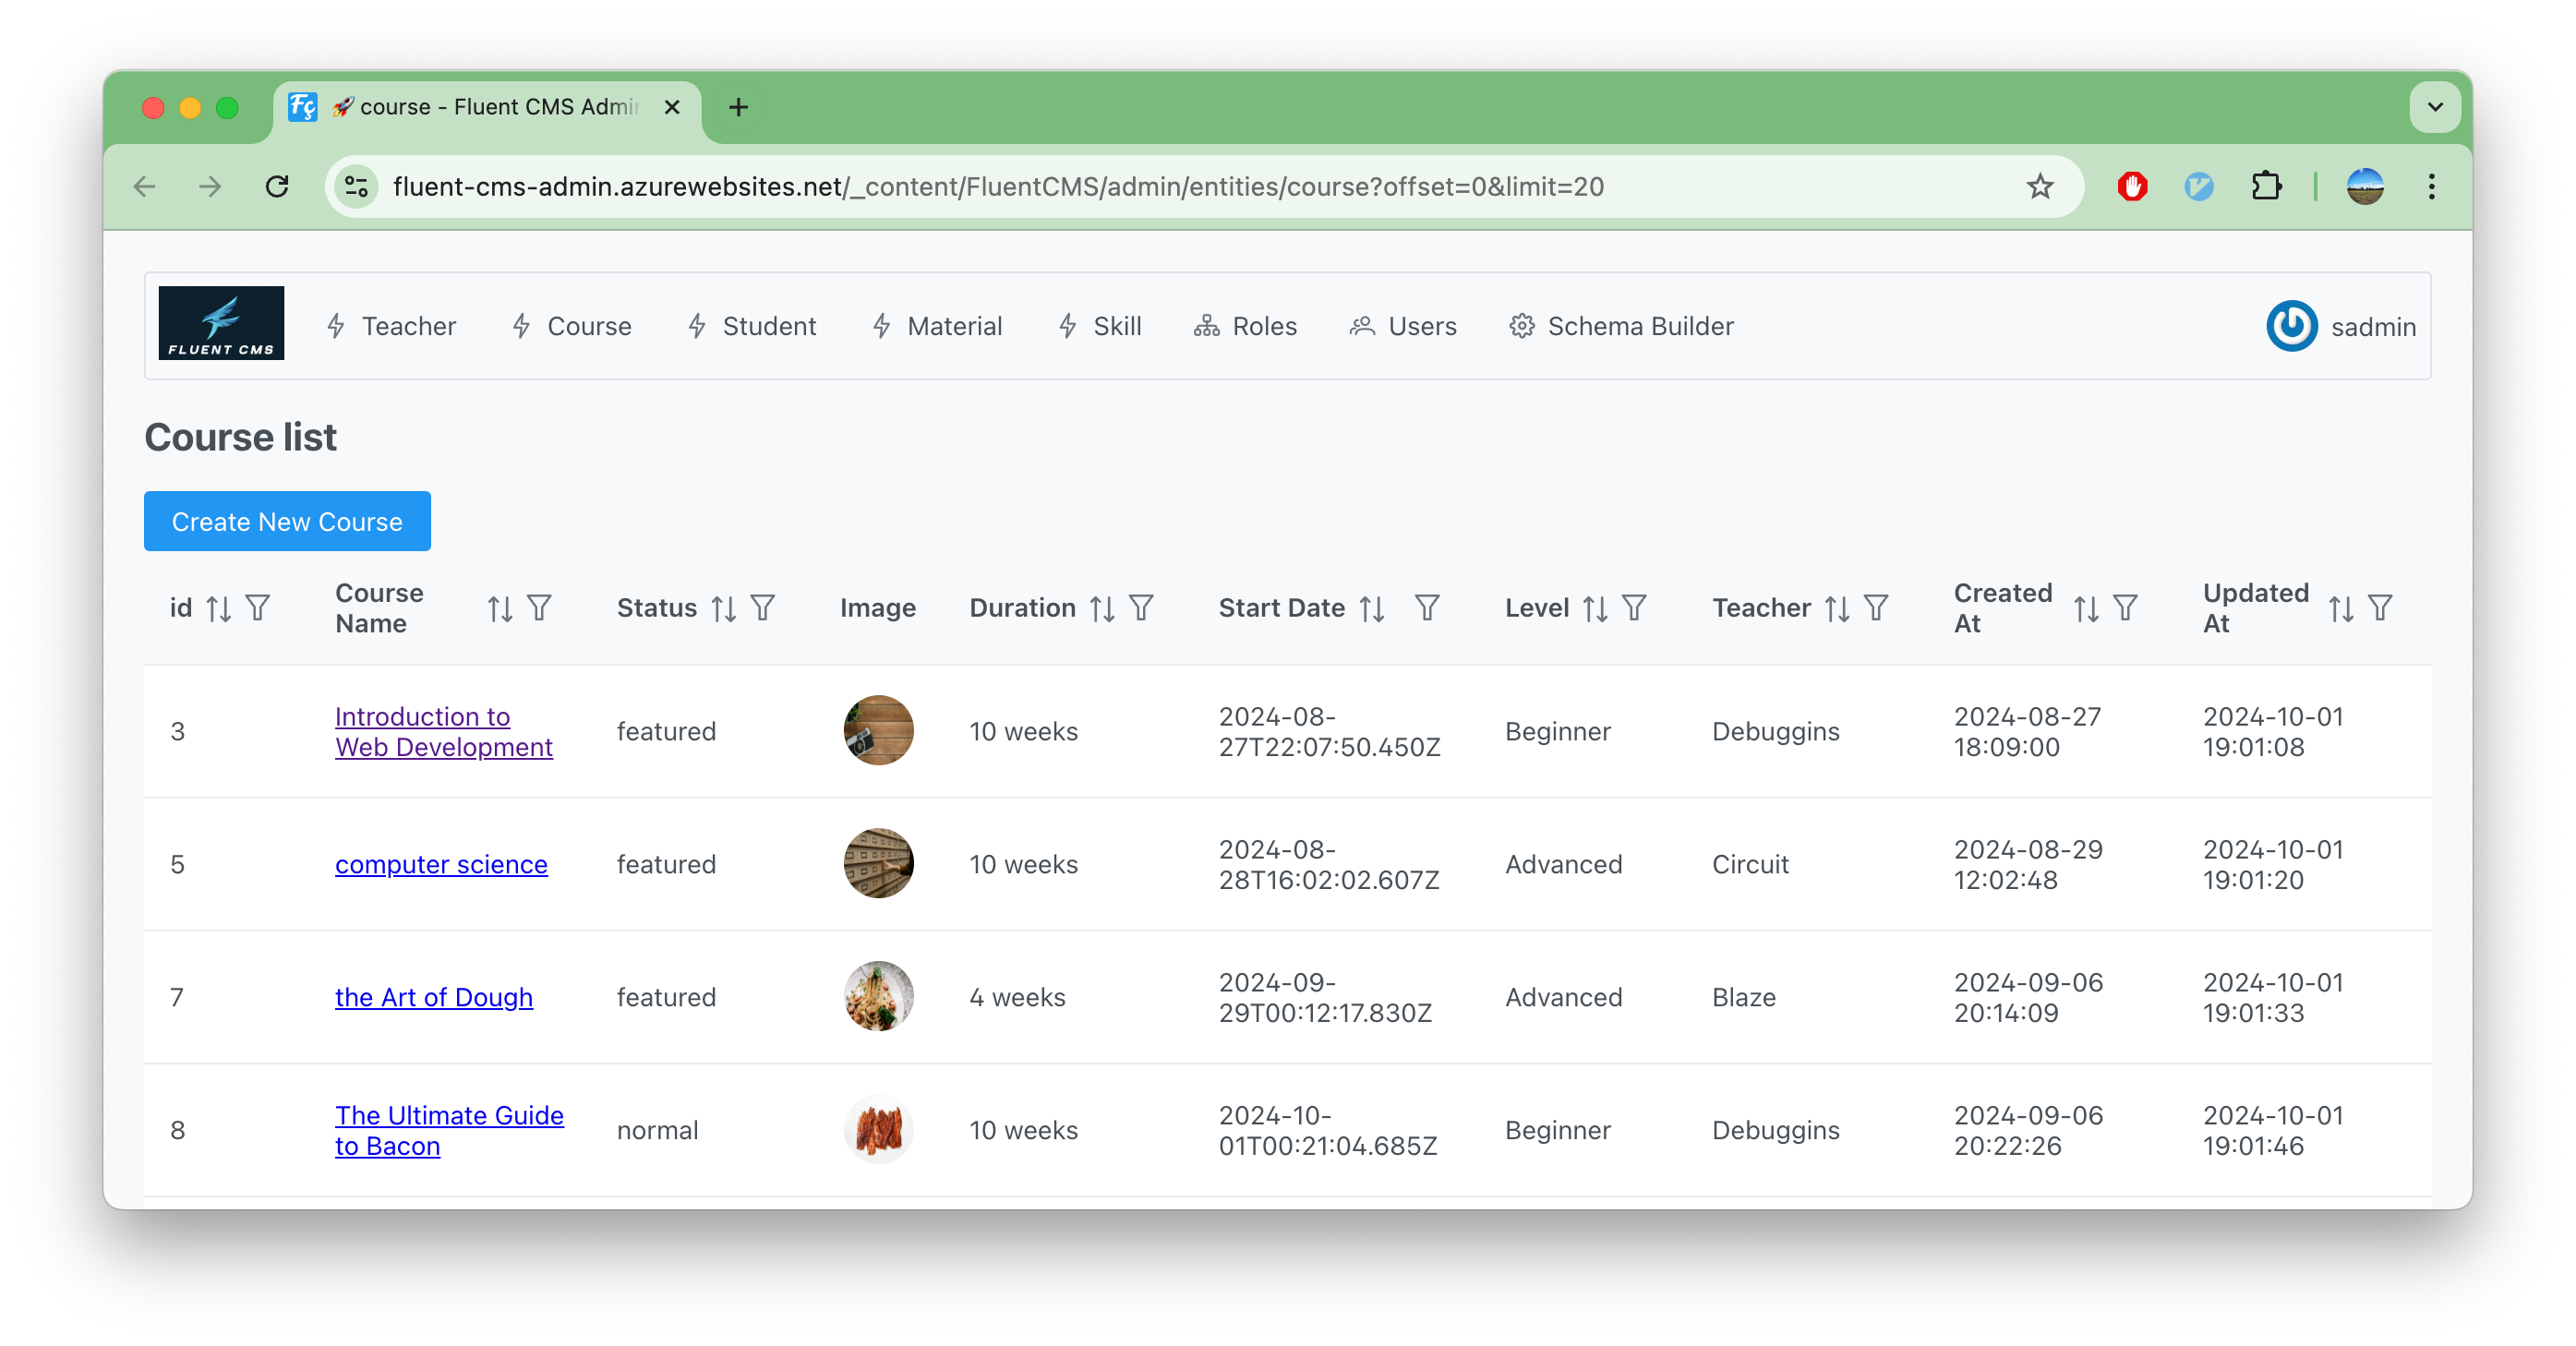 Fç 🚀 course - Fluent CMS Admin
fluent-cms-admin.azurewebsites.net/_content/FluentCMS/admin/entities/course?offset=0&limit=20
FLUENT CMS
Teacher Course Student Material Skill Roles Users Schema Builder sadmin
Course list
Create New Course
id Course Name Status Image Duration Start Date Level Teacher Created At Updated At
3 Introduction to Web Development featured 10 weeks 2024-08-27T22:07:50.450Z Beginner Debuggins 2024-08-27 18:09:00 2024-10-01 19:01:08
5 computer science featured 10 weeks 2024-08-28T16:02:02.607Z Advanced Circuit 2024-08-29 12:02:48 2024-10-01 19:01:20
7 the Art of Dough featured 4 weeks 2024-09-29T00:12:17.830Z Advanced Blaze 2024-09-06 20:14:09 2024-10-01 19:01:33
8 The Ultimate Guide to Bacon normal 10 weeks 2024-10-01T00:21:04.685Z Beginner Debuggins 2024-09-06 20:22:26 2024-10-01 19:01:46